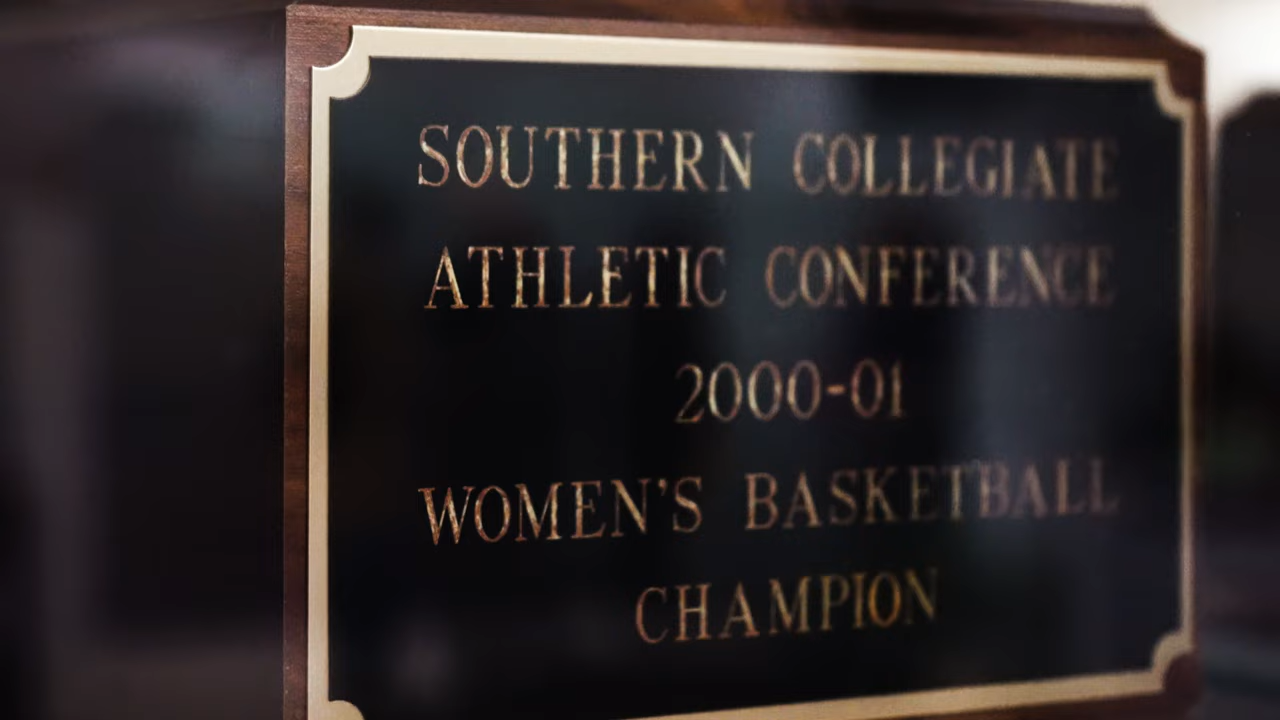 SOUTHERN COLLEGIATE
ATHLETIC CONFERENCE
2000-01
WOMEN'S BASKETBALL
CHAMPION